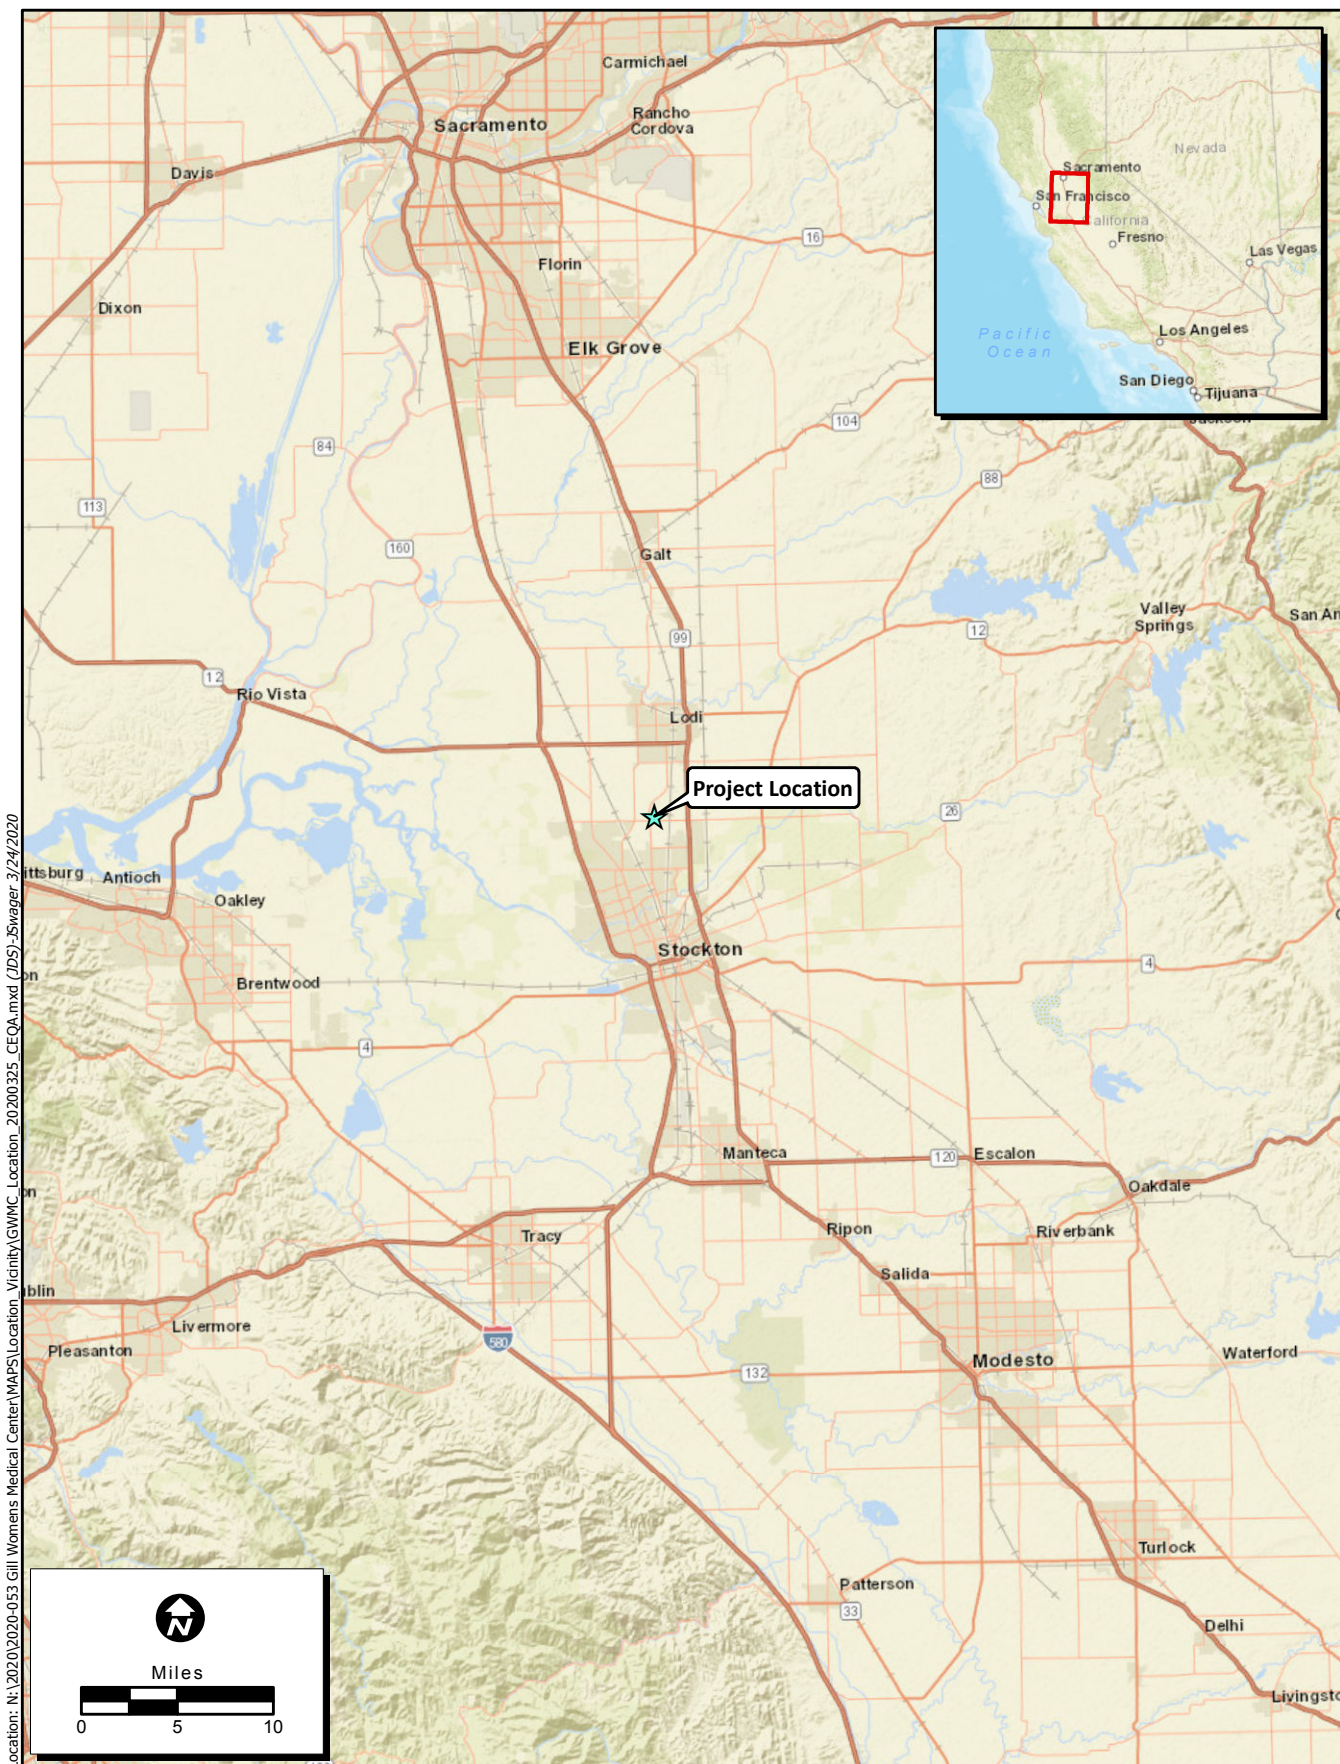 Carmichael
Rancho
Cordova
Sacramento
Davis
Florin
16
Dixon
Elk Grove
104
84
88
113
160
Galt
Valley
Springs
San An
99
12
12
Rio Vista
Lodi
Project Location
26
ittsburg
Antioch
Oakley
Stockton
4
on
Brentwood
4
Manteca
120
Escalon
Oakdale
on
Ripon
Riverbank
Tracy
Salida
blin
Livermore
580
Pleasanton
Modesto
Waterford
132
Turlock
Patterson
33
Delhi
Livingsto
Nevada
Sacramento
San Francisco
California
Fresno
Las Vegas
Pacific
Ocean
Los Angeles
San Diego
Tijuana
N
Miles
0 5 10
ocation: N:\2020\2020-053 Gill Womens Medical Center\MAPS\Location_Vicinity\GWMC_Location_20200325_CEQA.mxd (JDS)-JSwager 3/24/2020